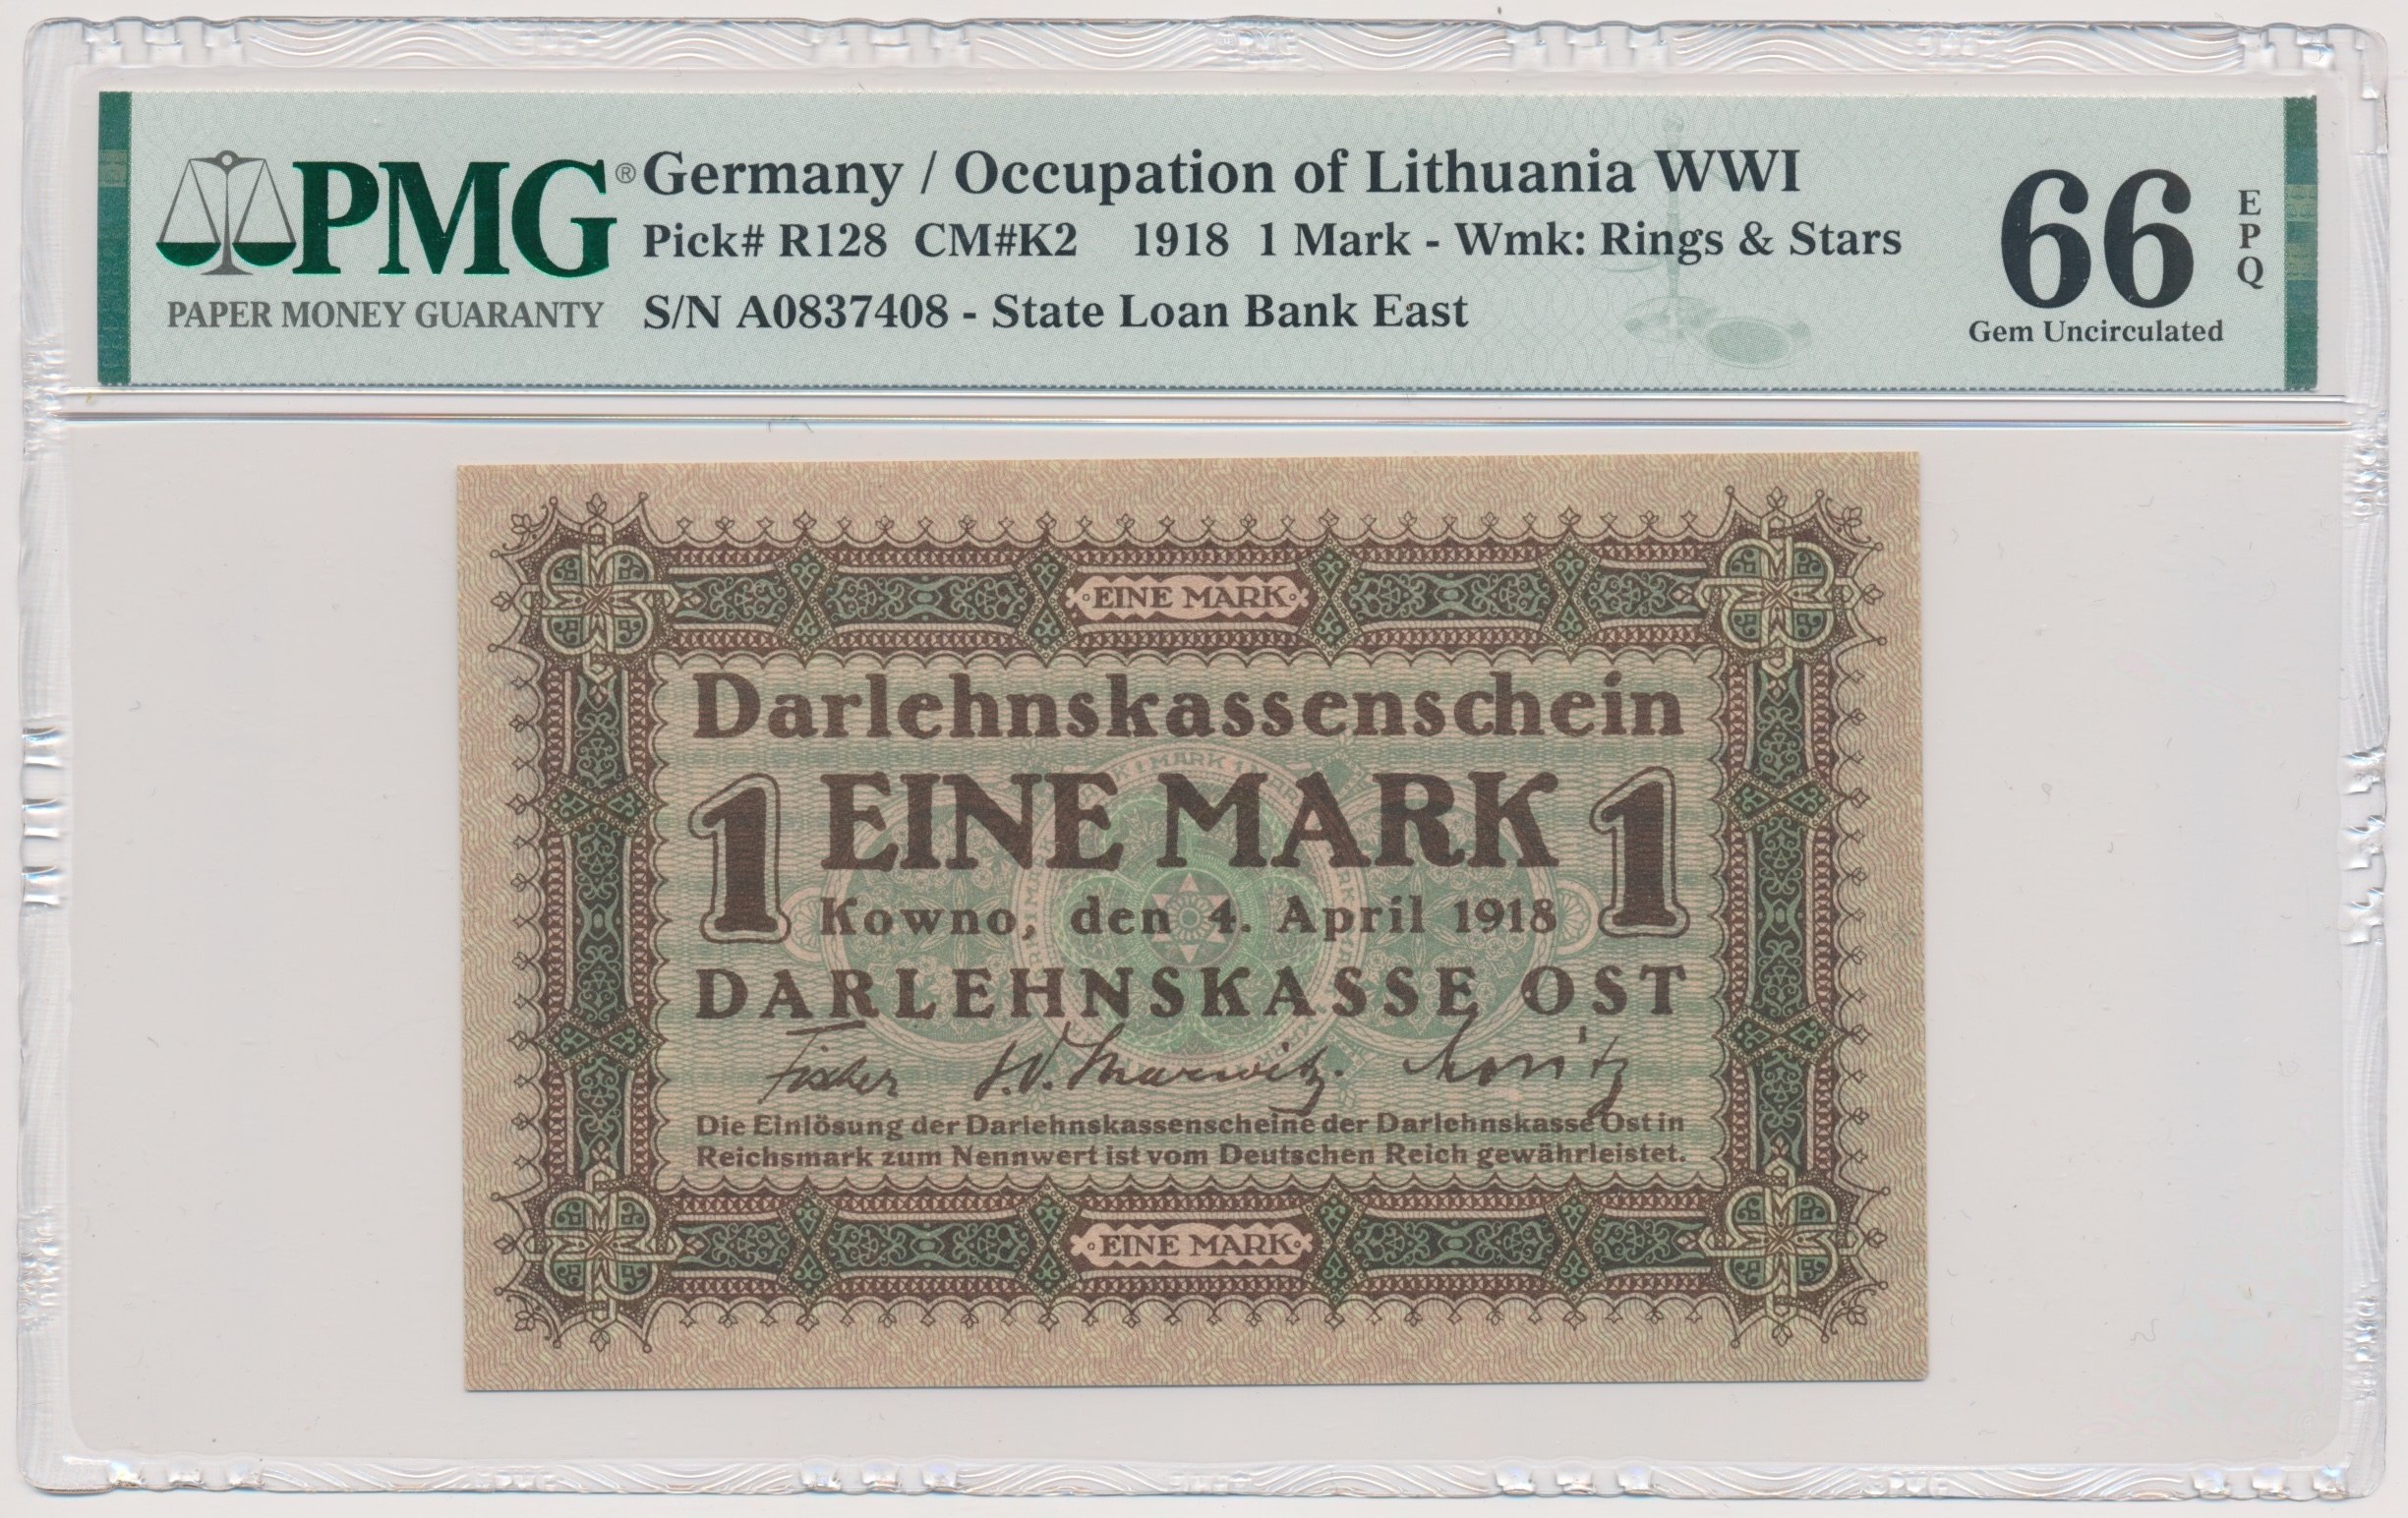 PMG®
PAPER MONEY GUARANTY
Germany / Occupation of Lithuania WWI
Pick# R128 CM#K2 1918 1 Mark - Wmk: Rings & Stars
S/N A0837408 - State Loan Bank East
66
EPQ
Gem Uncirculated
EINE MARK
Darlehnskassenschein
1 EINE MARK 1
Kowno, den 4. April 1918
DARLEHNSKASSE OST
Fischer
Moritz
Die Einlösung der Darlehnskassenscheine der Darlehnskasse Ost in
Reichsmark zum Nennwert ist vom Deutschen Reich gewährleistet.
EINE MARK